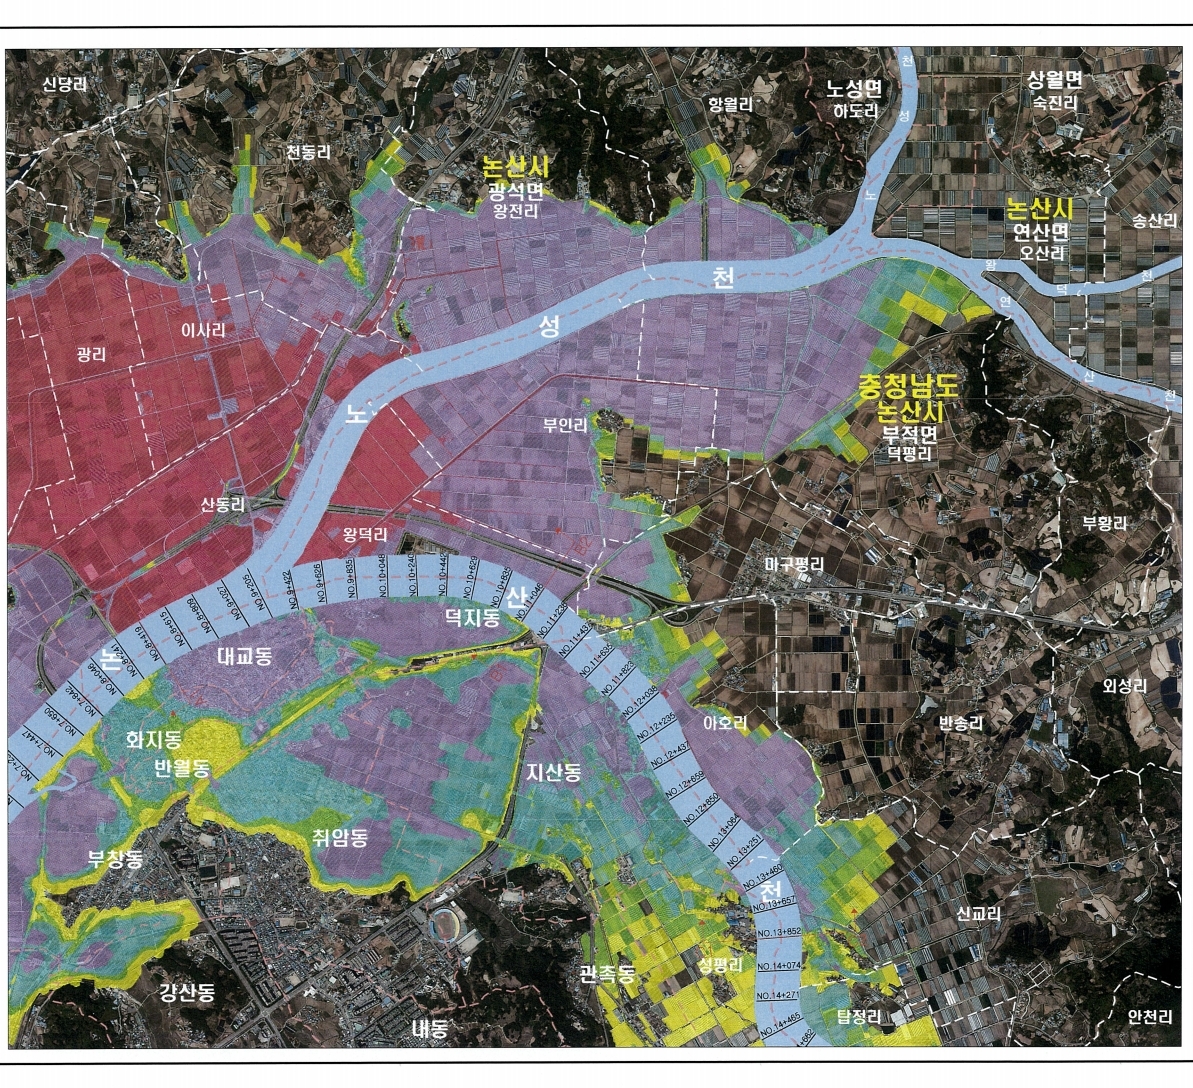 신당리
천동리
논산시
광석면
왕전리
항월리
노성면
하도리
천
성
노
상월면
숙진리
논산시
연산면
오산리
송산리
왕
덕
천
연
산
천
천
성
노
이사리
광리
부인리
충청남도
논산시
부적면
덕평리
산동리
왕덕리
부황리
마구평리
NO.9+205
NO.9+422
NO.9+626
NO.9+835
NO.10+048
NO.10+240
NO.10+442
NO.10+629
NO.10+835
산
NO.11+238
NO.11+437
NO.11+635
NO.11+823
NO.12+038
NO.12+235
NO.12+437
NO.12+659
NO.12+850
NO.13+064
NO.13+251
NO.13+460
NO.13+657
NO.13+852
NO.14+074
NO.14+271
NO.14+465
NO.9+021
NO.8+809
NO.8+615
NO.8+419
NO.8+046
NO.7+842
NO.7+650
NO.7+447
논
대교동
덕지동
화지동
반월동
지산동
취암동
부창동
아호리
반송리
외성리
천
신교리
성평리
관촉동
강산동
내동
탑정리
안천리